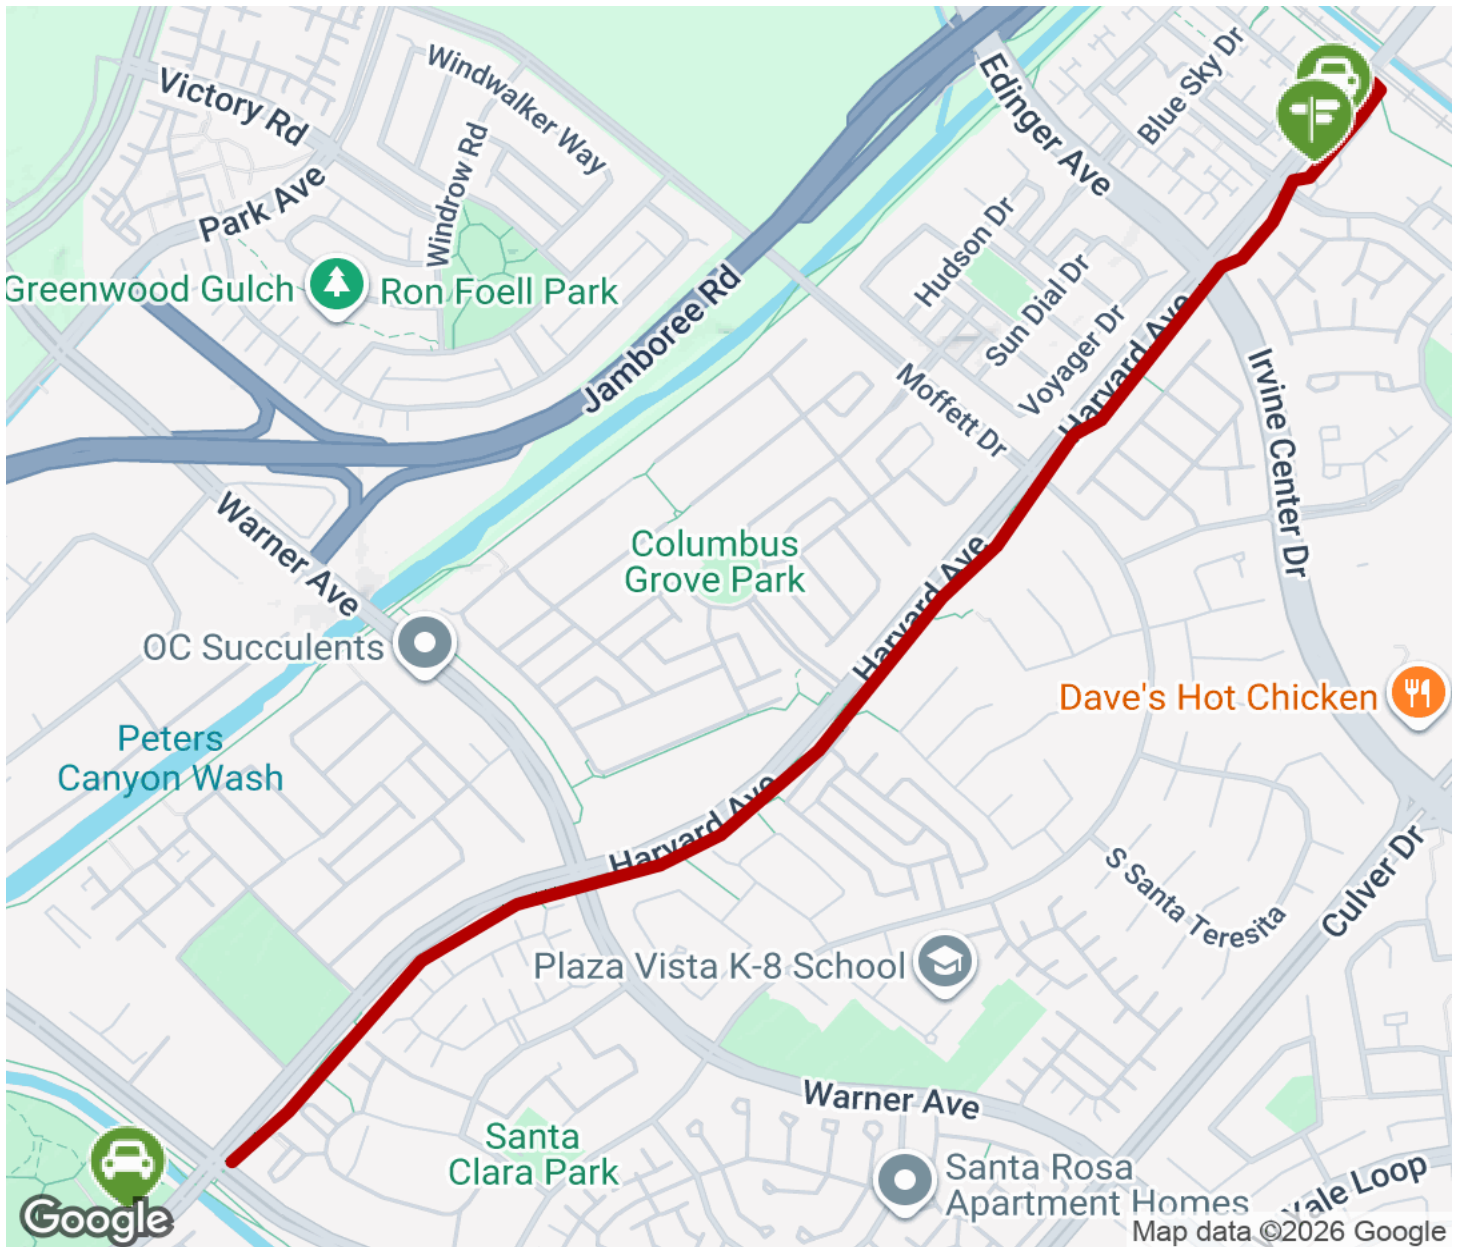 Windwalker Way
Victory Rd
Edinger Ave
Blue Sky Dr
Windrow Rd
Park Ave
Hudson Dr
Greenwood Gulch
Ron Foell Park
Jamboree Rd
Sun Dial Dr
Voyager Dr
Harvard Ave
Moffett Dr
Irvine Center Dr
Warner Ave
Columbus
Grove Park
Harvard Ave
OC Succulents
Dave's Hot Chicken
Peters
Canyon Wash
Harvard Ave
S Santa Teresita
Culver Dr
Plaza Vista K-8 School
Warner Ave
Santa
Clara Park
Santa Rosa
Apartment Homes
Yale Loop
Google
Map data ©2026 Google